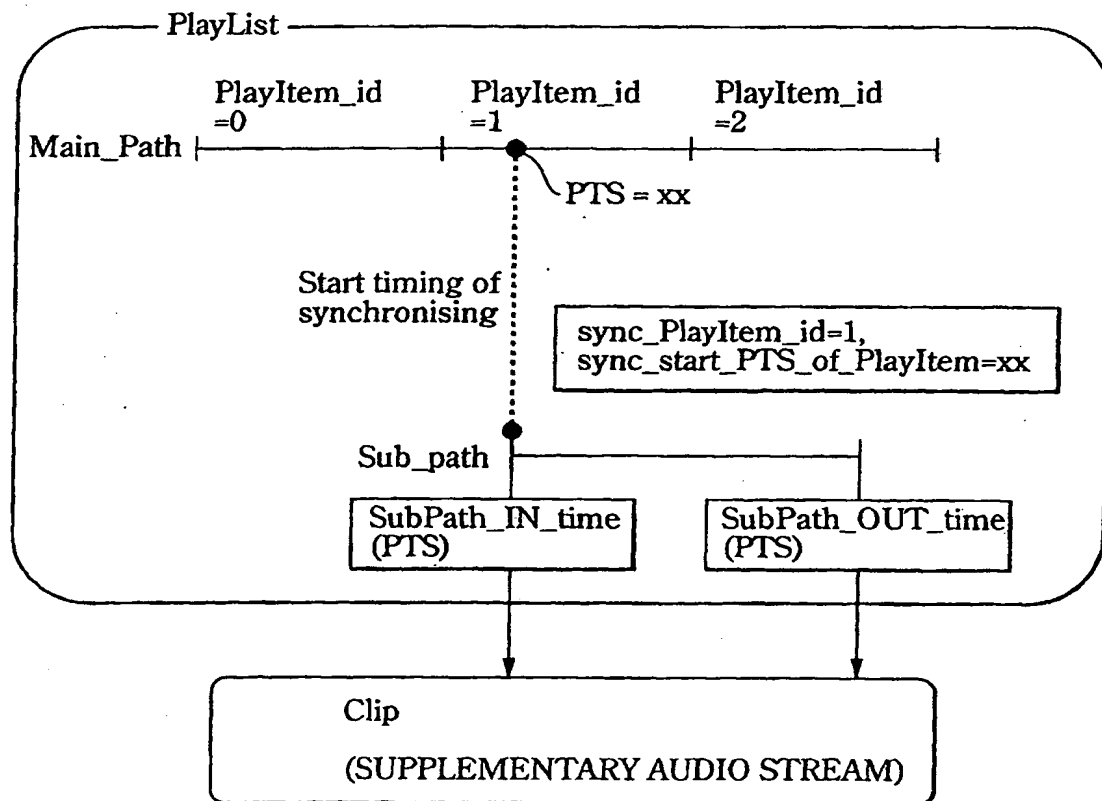 PlayList
PlayItem_id
=0
PlayItem_id
=1
PlayItem_id
=2
Main_Path
PTS = xx
Start timing of
synchronising
sync_PlayItem_id=1,
sync_start_PTS_of_PlayItem=xx
Sub_path
SubPath_IN_time
(PTS)
SubPath_OUT_time
(PTS)
Clip
(SUPPLEMENTARY AUDIO STREAM)